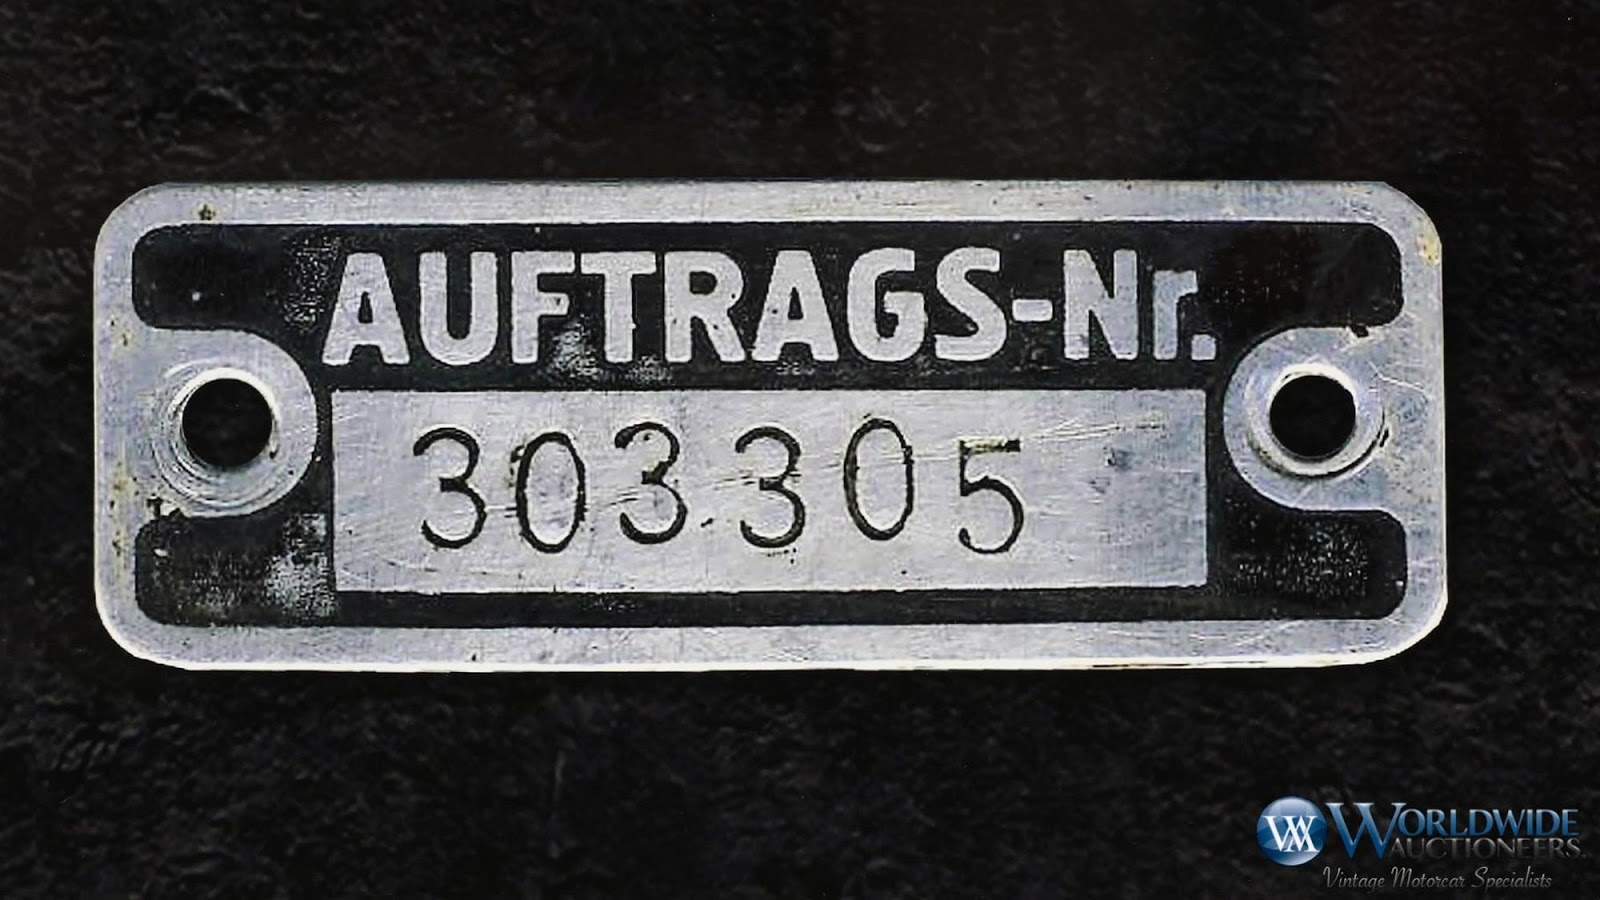 AUFTRAGS-Nr.
303305
WORLDWIDE
AUCTIONEERS
Vintage Motorcar Specialists